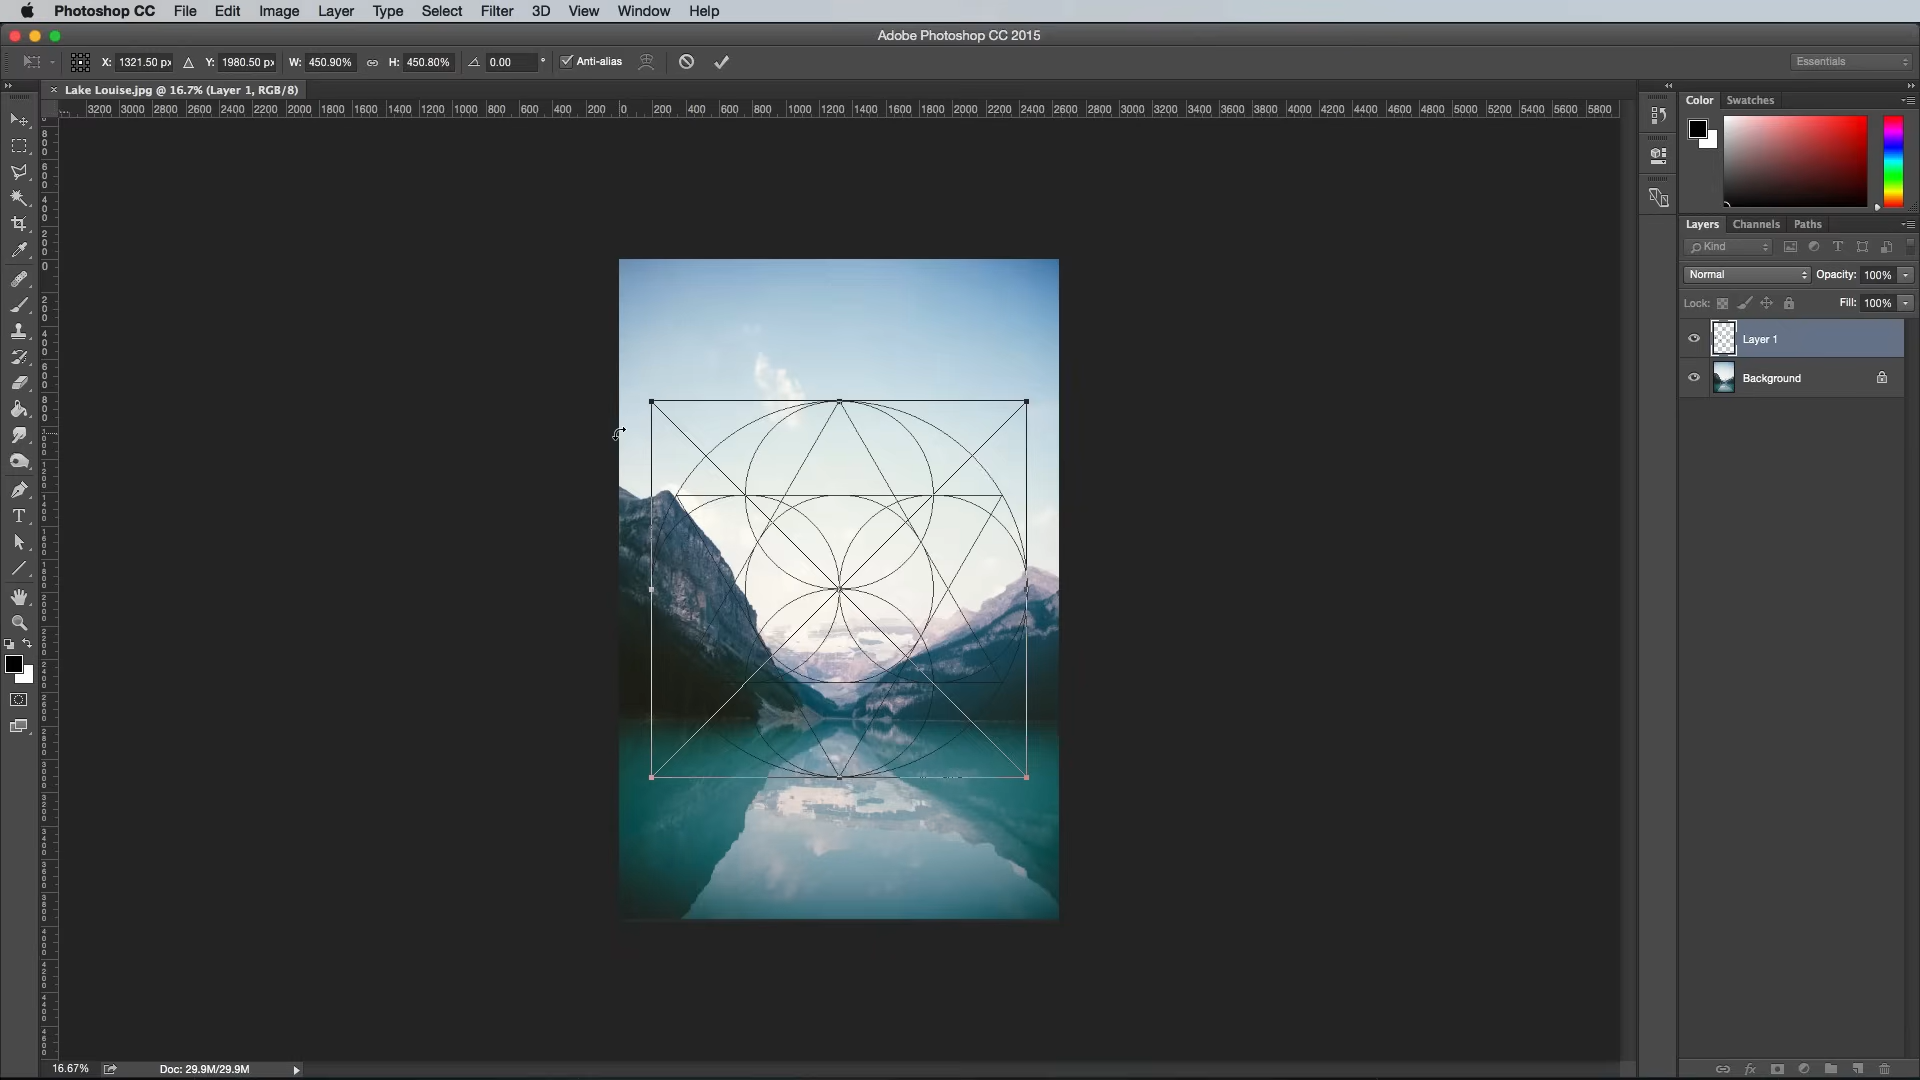 Photoshop CC File Edit Image Layer Type Select Filter 3D View Window Help
Adobe Photoshop CC 2015
X: 1321.50 px Y: 1980.50 px W: 450.90% H: 450.80% 0.00 ° Anti-alias Essentials
× Lake Louise.jpg @ 16.7% (Layer 1, RGB/8)
3200 3000 2800 2600 2400 2200 2000 1800 1600 1400 1200 1000 800 600 400 200 0 200 400 600 800 1000 1200 1400 1600 1800 2000 2200 2400 2600 2800 3000 3200 3400 3600 3800 4000 4200 4400 4600 4800 5000 5200 5400 5600 5800
Color Swatches
Layers Channels Paths
Kind
Normal Opacity: 100%
Lock: Fill: 100%
Layer 1
Background
16.67% Doc: 29.9M/29.9M